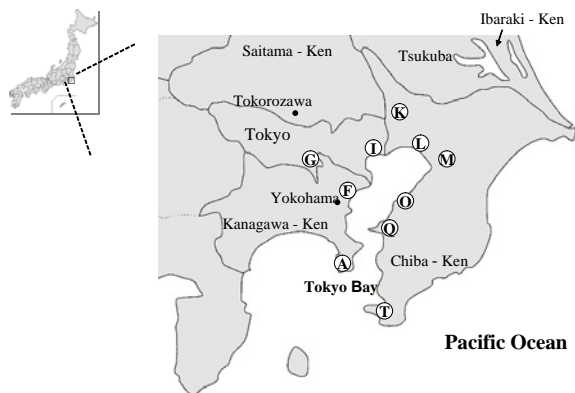 Ibaraki - Ken
Saitama - Ken
Tsukuba
Tokorozawa
K
Tokyo
I
L
G
M
F
Yokohama
O
Kanagawa - Ken
Q
A
Chiba - Ken
Tokyo Bay
T
Pacific Ocean